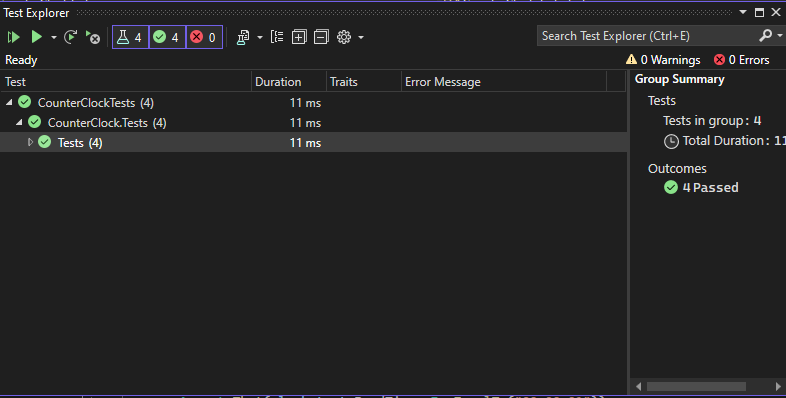 Test Explorer
4 4 0
Search Test Explorer (Ctrl+E)
Ready
0 Warnings 0 Errors
Test Duration Traits Error Message
CounterClockTests (4) 11 ms
CounterClock.Tests (4) 11 ms
Tests (4) 11 ms
Group Summary
Tests
Tests in group: 4
Total Duration: 11
Outcomes
4 Passed